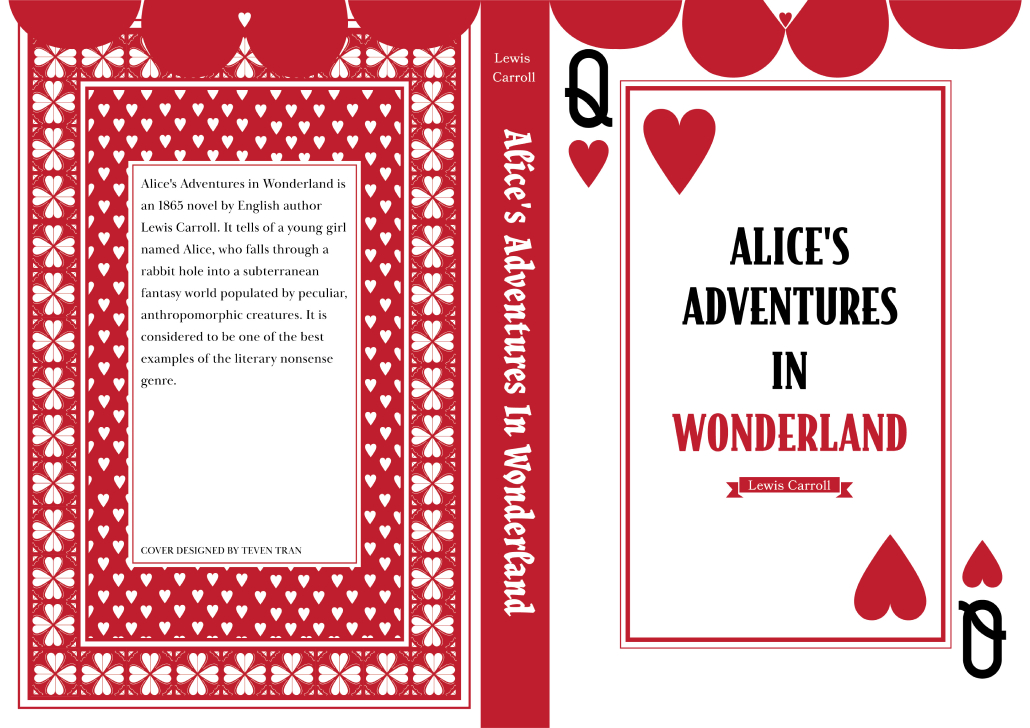 Alice's Adventures in Wonderland is
an 1865 novel by English author
Lewis Carroll. It tells of a young girl
named Alice, who falls through a
rabbit hole into a subterranean
fantasy world populated by peculiar,
anthropomorphic creatures. It is
considered to be one of the best
examples of the literary nonsense
genre.
COVER DESIGNED BY TEVEN TRAN
Lewis
Carroll
Alice's Adventures In Wonderland
Q
ALICE'S
ADVENTURES
IN
WONDERLAND
Lewis Carroll
Q